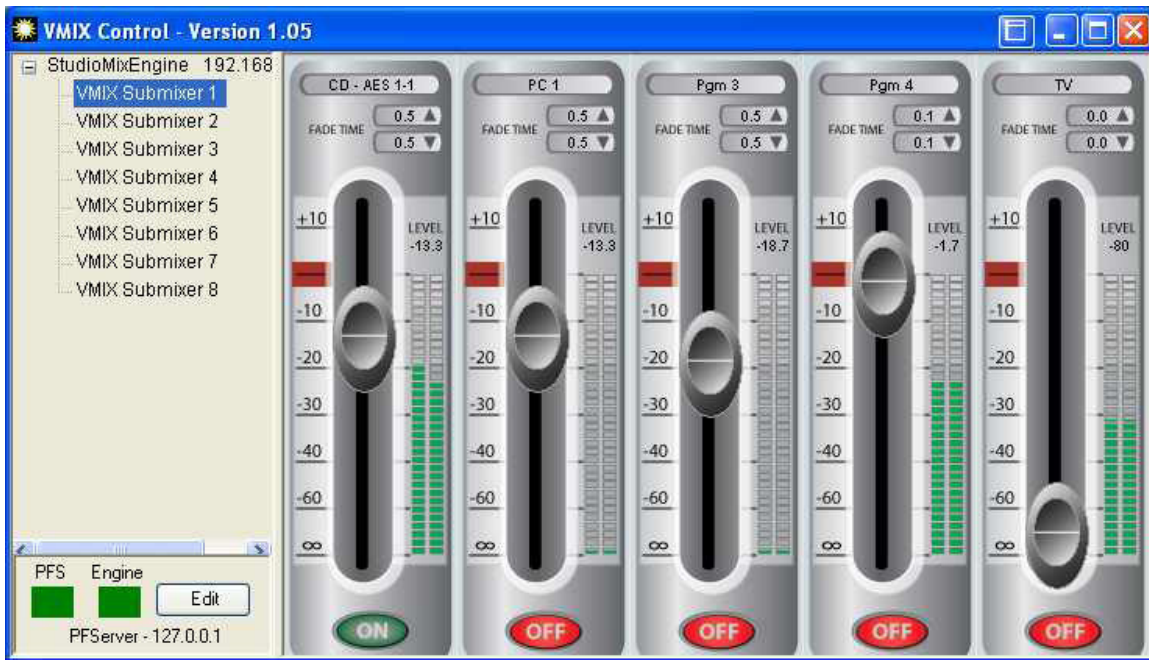 VMIX Control - Version 1.05
StudioMixEngine 192.168
VMIX Submixer 1
VMIX Submixer 2
VMIX Submixer 3
VMIX Submixer 4
VMIX Submixer 5
VMIX Submixer 6
VMIX Submixer 7
VMIX Submixer 8
PFS Engine
Edit
PFServer - 127.0.0.1
CD - AES 1-1
FADE TIME
0.5
0.5
+10
LEVEL
-13.3
-10
-20
-30
-40
-60
∞
ON
PC 1
FADE TIME
0.5
0.5
+10
LEVEL
-13.3
-10
-20
-30
-40
-60
∞
OFF
Pgm 3
FADE TIME
0.5
0.5
+10
LEVEL
-18.7
-10
-20
-30
-40
-60
∞
OFF
Pgm 4
FADE TIME
0.1
0.1
+10
LEVEL
-1.7
-10
-20
-30
-40
-60
∞
OFF
TV
FADE TIME
0.0
0.0
+10
LEVEL
-80
-10
-20
-30
-40
-60
∞
OFF